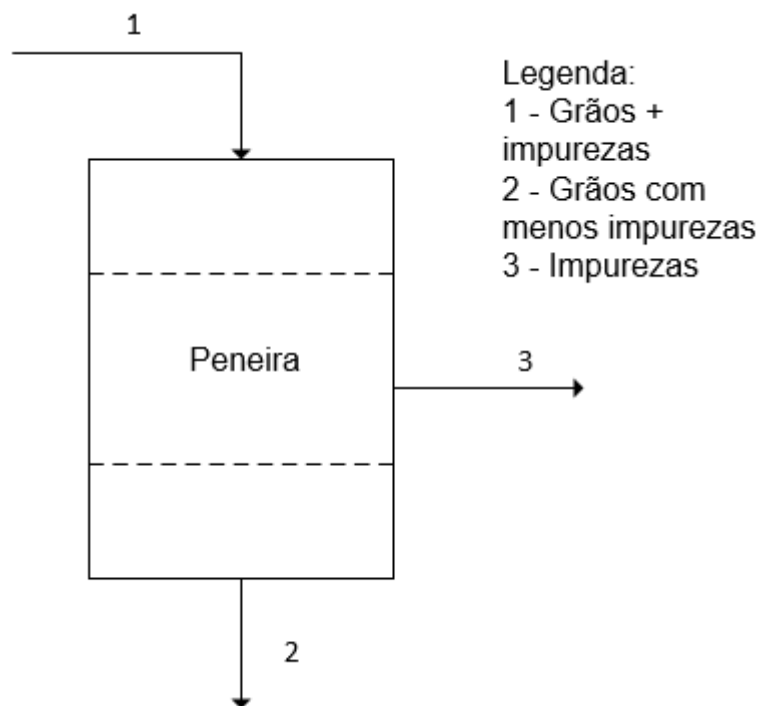 1
Legenda:
1 - Grãos +
impurezas
2 - Grãos com
menos impurezas
3 - Impurezas
Peneira
3
2